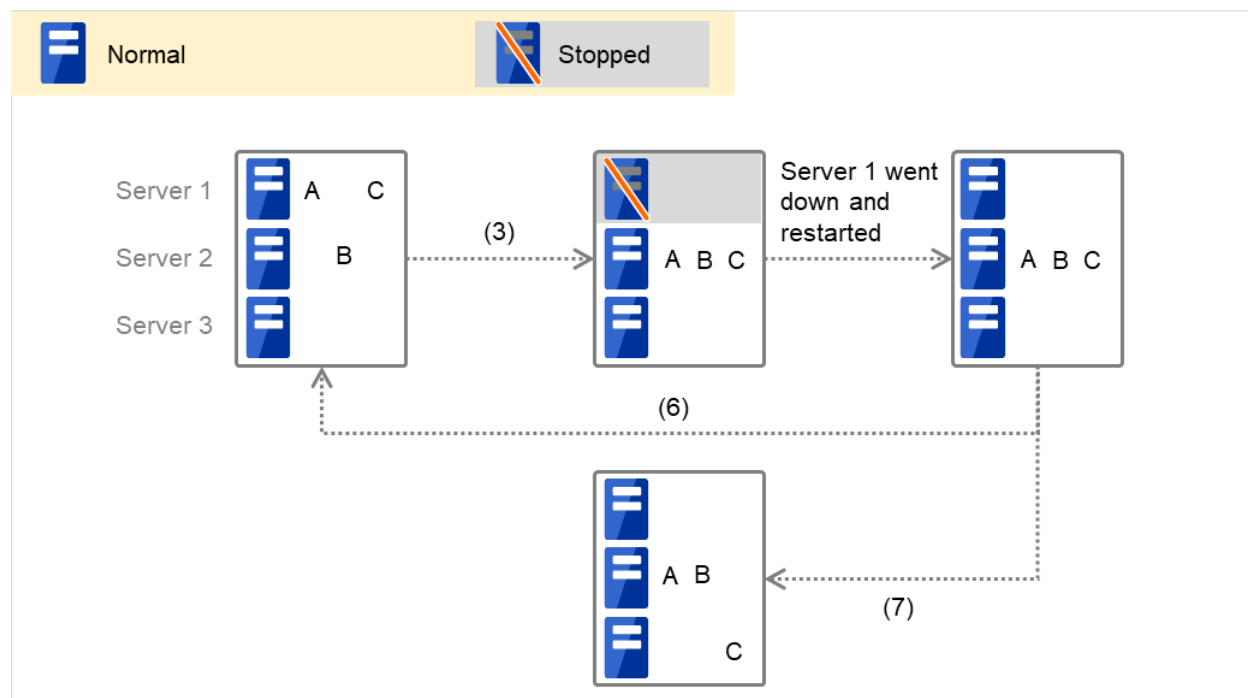 Normal
Stopped
Server 1
A
C
Server 2
B
Server 3
(3)
A B C
Server 1 went
down and
restarted
A B C
(6)
A B
C
(7)